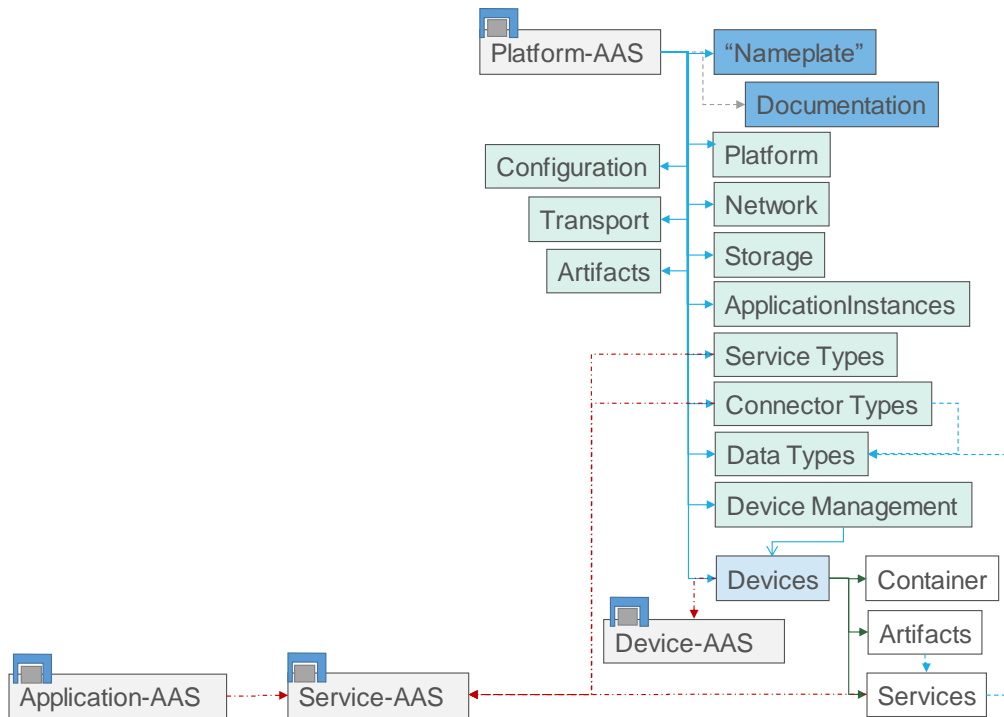 Platform-AAS
“Nameplate”
Documentation
Platform
Configuration
Network
Transport
Storage
Artifacts
ApplicationInstances
Service Types
Connector Types
Data Types
Device Management
Devices
Container
Device-AAS
Artifacts
Application-AAS
Service-AAS
Services